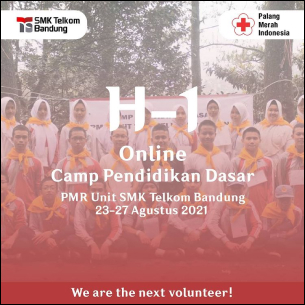 SMK Telkom
Bandung
Palang
Merah
Indonesia
H-1
Online
Camp Pendidikan Dasar
PMR Unit SMK Telkom Bandung
23-27 Agustus 2021
We are the next volunteer!